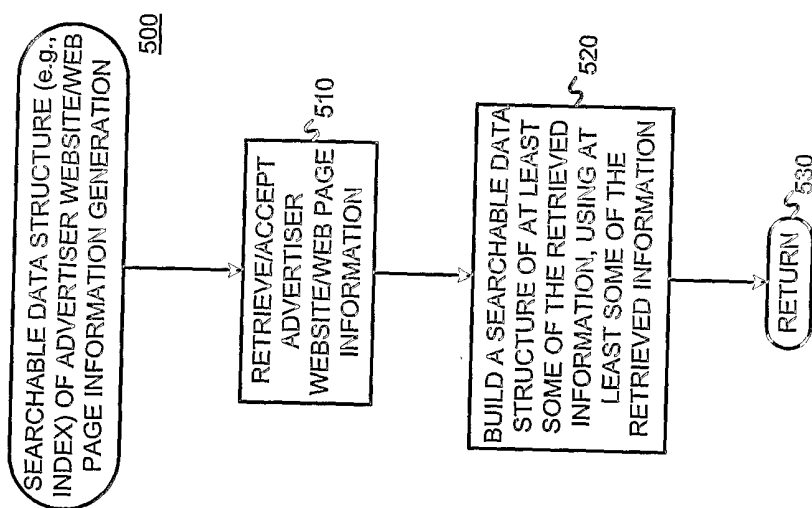 SEARCHABLE DATA STRUCTURE (e.g.,
INDEX) OF ADVERTISER WEBSITE/WEB
PAGE INFORMATION GENERATION
500
RETRIEVE/ACCEPT
ADVERTISER
WEBSITE/WEB PAGE
INFORMATION
510
BUILD A SEARCHABLE DATA
STRUCTURE OF AT LEAST
SOME OF THE RETRIEVED
INFORMATION, USING AT
LEAST SOME OF THE
RETRIEVED INFORMATION
520
RETURN
530